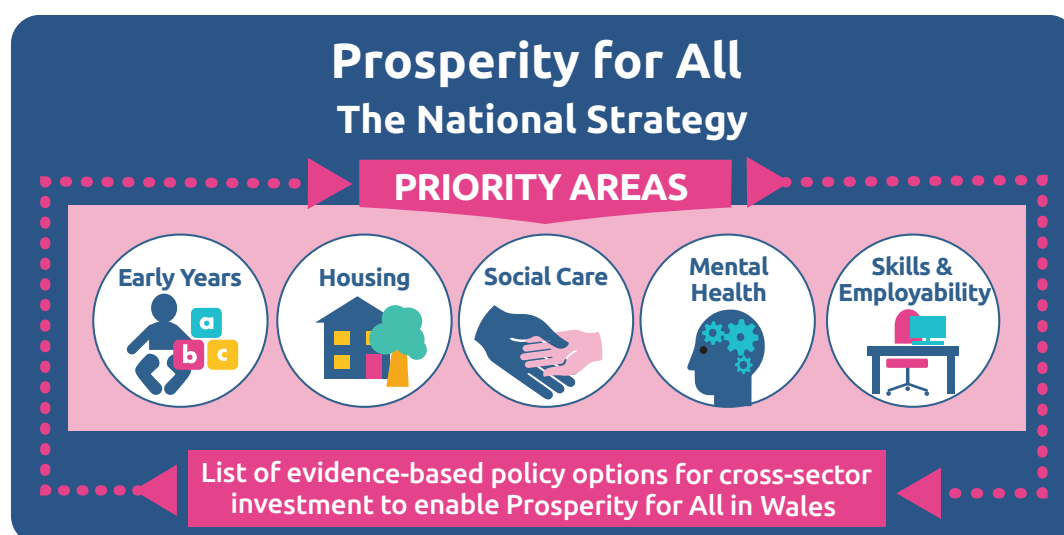 Prosperity for All
The National Strategy
PRIORITY AREAS
Early Years
a
b c
Housing
Social Care
Mental
Health
Skills &
Employability
List of evidence-based policy options for cross-sector
investment to enable Prosperity for All in Wales